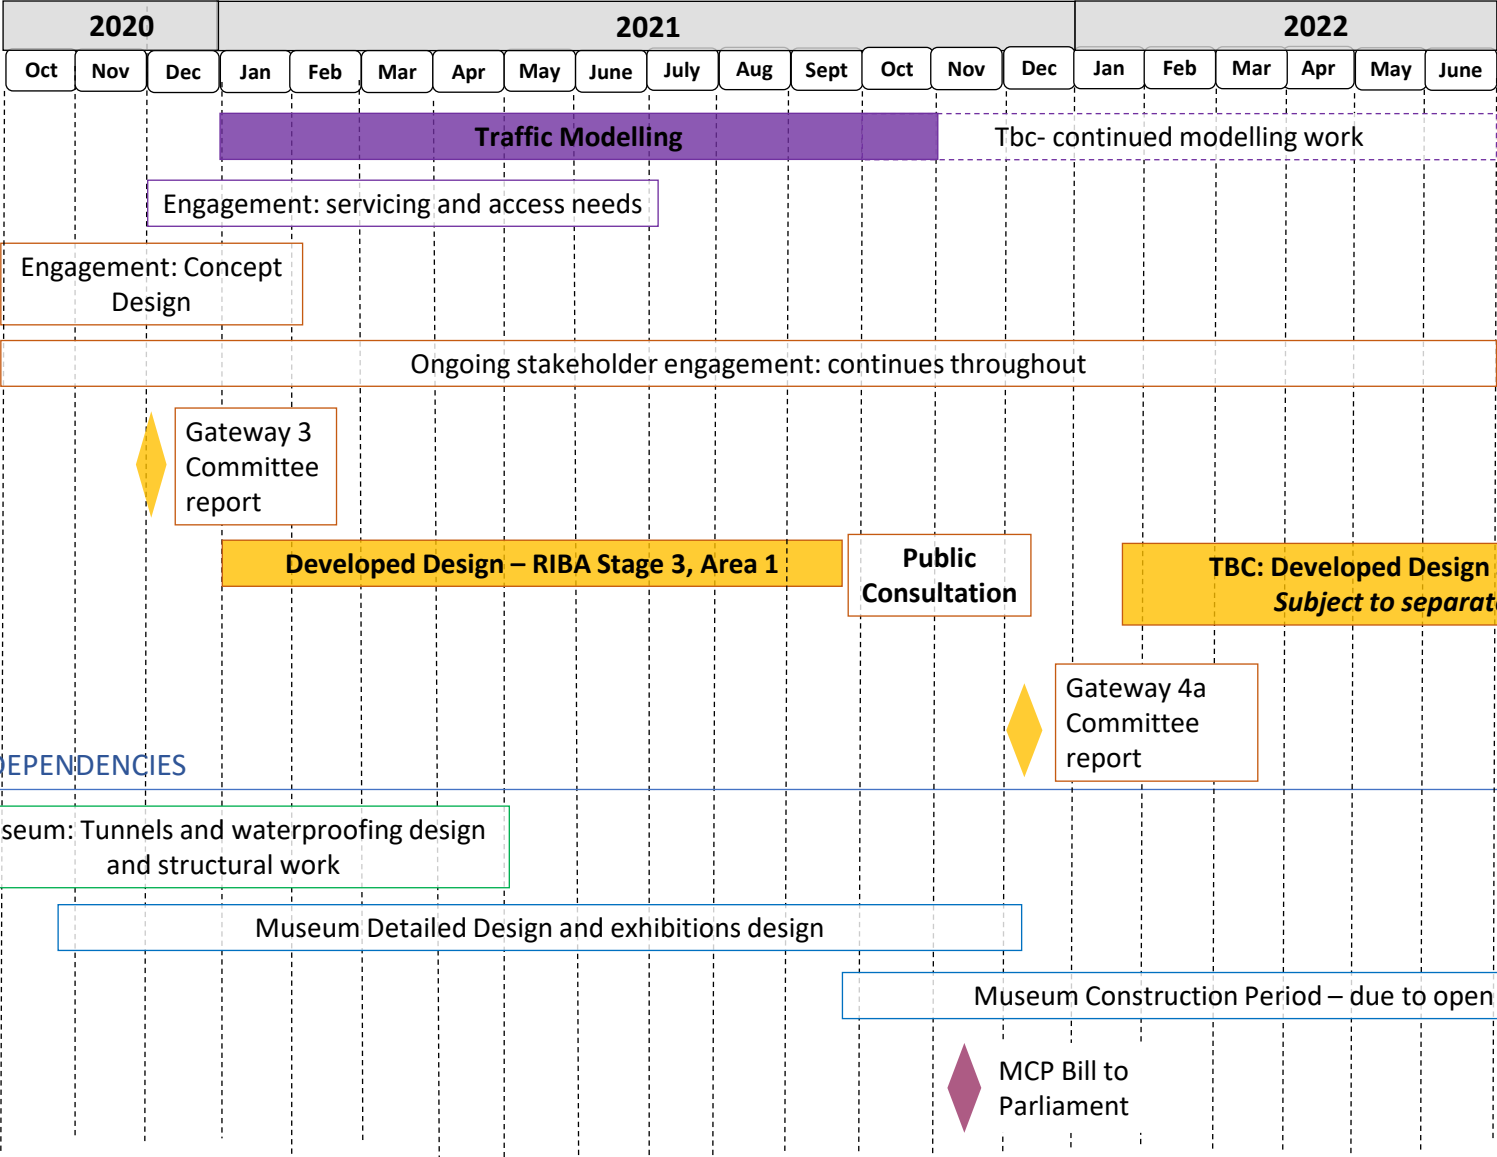 2020 2021 2022
Oct Nov Dec Jan Feb Mar Apr May June July Aug Sept Oct Nov Dec Jan Feb Mar Apr May June
Traffic Modelling
Tbc- continued modelling work
Engagement: servicing and access needs
Engagement: Concept
Design
Ongoing stakeholder engagement: continues throughout
Gateway 3
Committee
report
Developed Design – RIBA Stage 3, Area 1
Public
Consultation
TBC: Developed Design
Subject to separat
Gateway 4a
Committee
report
DEPENDENCIES
seum: Tunnels and waterproofing design
and structural work
Museum Detailed Design and exhibitions design
Museum Construction Period – due to open
MCP Bill to
Parliament